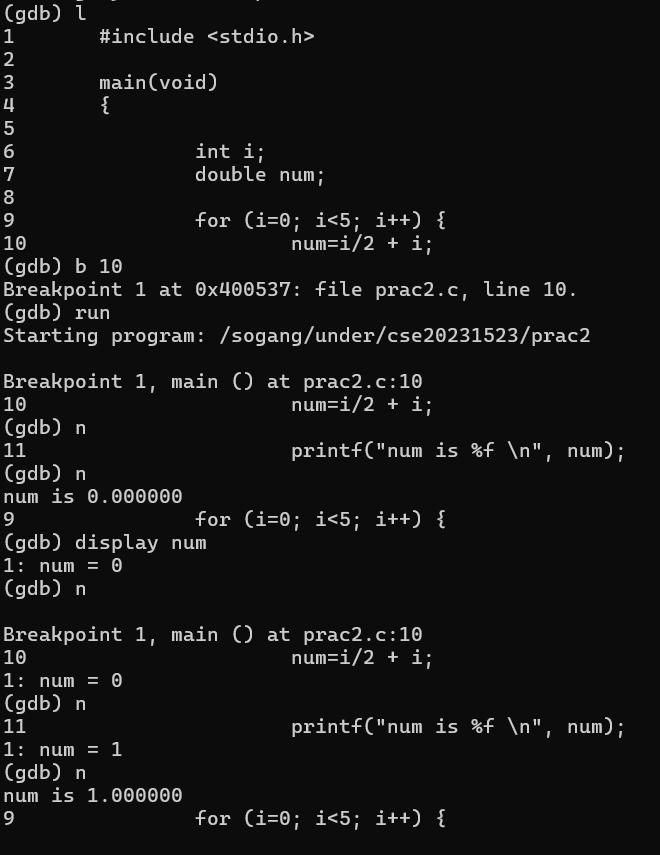 (gdb) l
1       #include <stdio.h>
2
3       main(void)
4       {
5
6               int i;
7               double num;
8
9               for (i=0; i<5; i++) {
10                      num=i/2 + i;
(gdb) b 10
Breakpoint 1 at 0x400537: file prac2.c, line 10.
(gdb) run
Starting program: /sogang/under/cse20231523/prac2

Breakpoint 1, main () at prac2.c:10
10                      num=i/2 + i;
(gdb) n
11                      printf("num is %f \n", num);
(gdb) n
num is 0.000000
9               for (i=0; i<5; i++) {
(gdb) display num
1: num = 0
(gdb) n

Breakpoint 1, main () at prac2.c:10
10                      num=i/2 + i;
1: num = 0
(gdb) n
11                      printf("num is %f \n", num);
1: num = 1
(gdb) n
num is 1.000000
9               for (i=0; i<5; i++) {